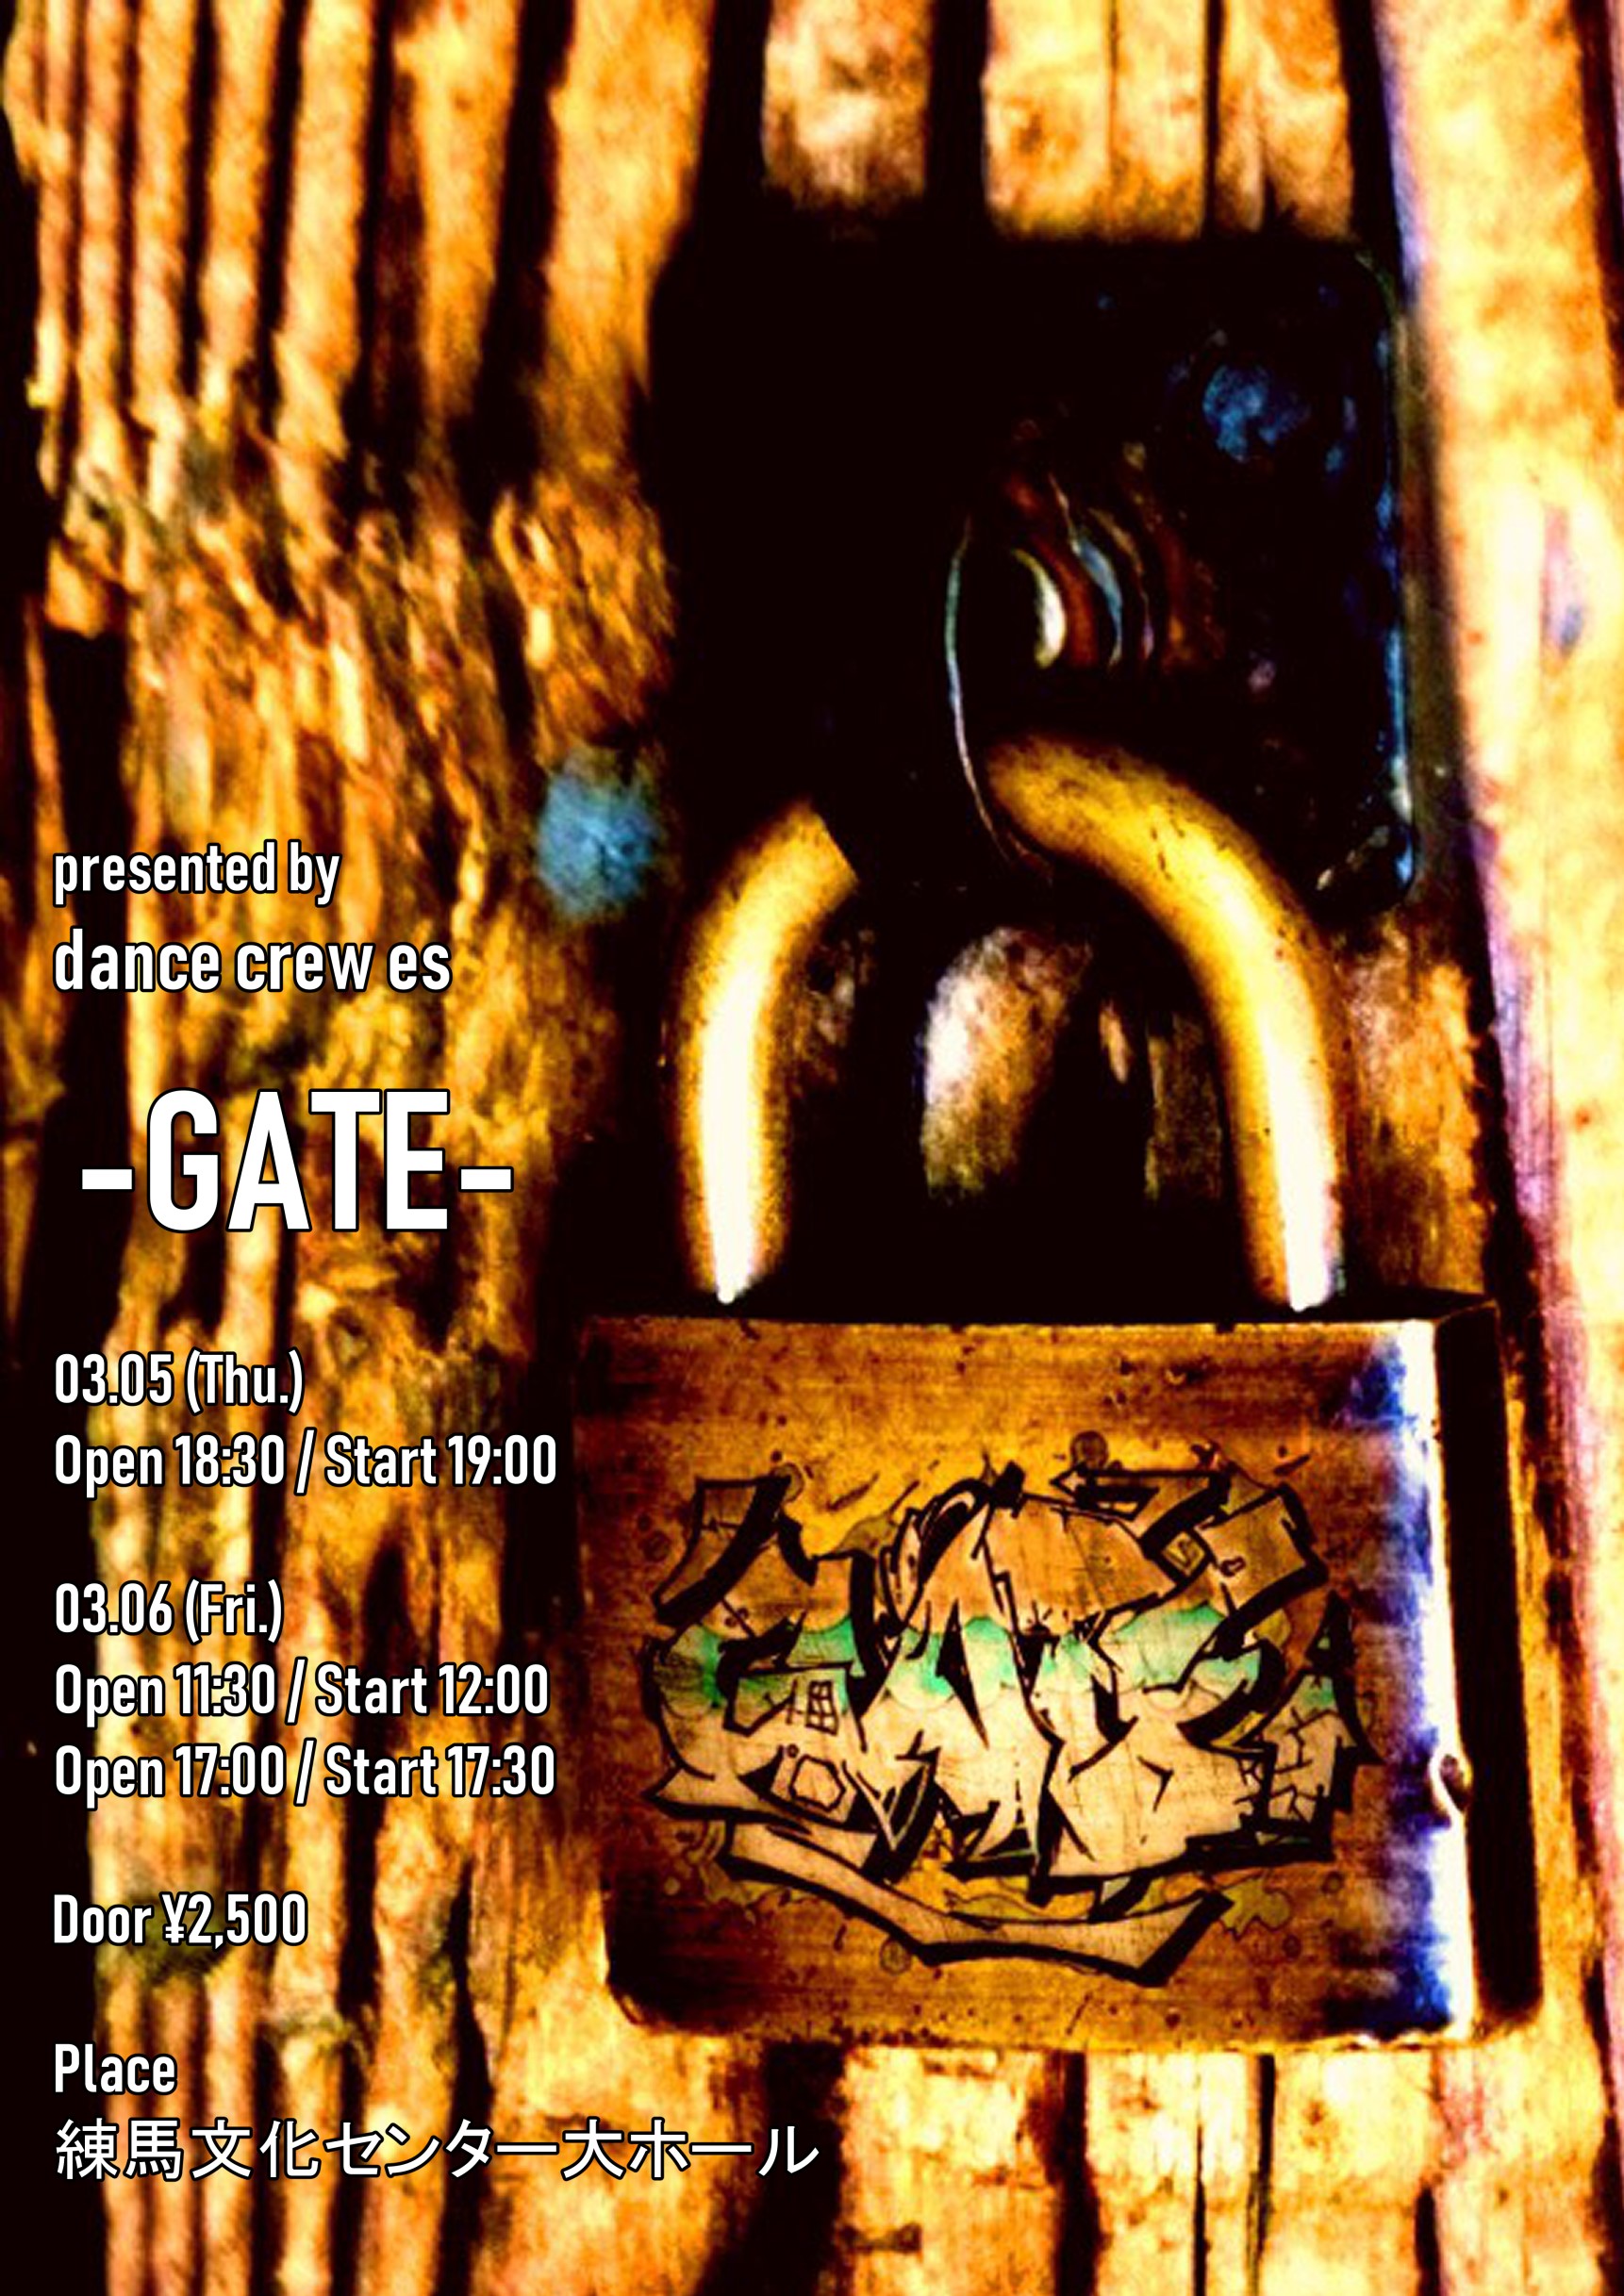 presented by
dance crew es
-GATE-
03.05 (Thu.)
Open 18:30 / Start 19:00
03.06 (Fri.)
Open 11:30 / Start 12:00
Open 17:00 / Start 17:30
Door ¥2,500
Place
練馬文化センター大ホール